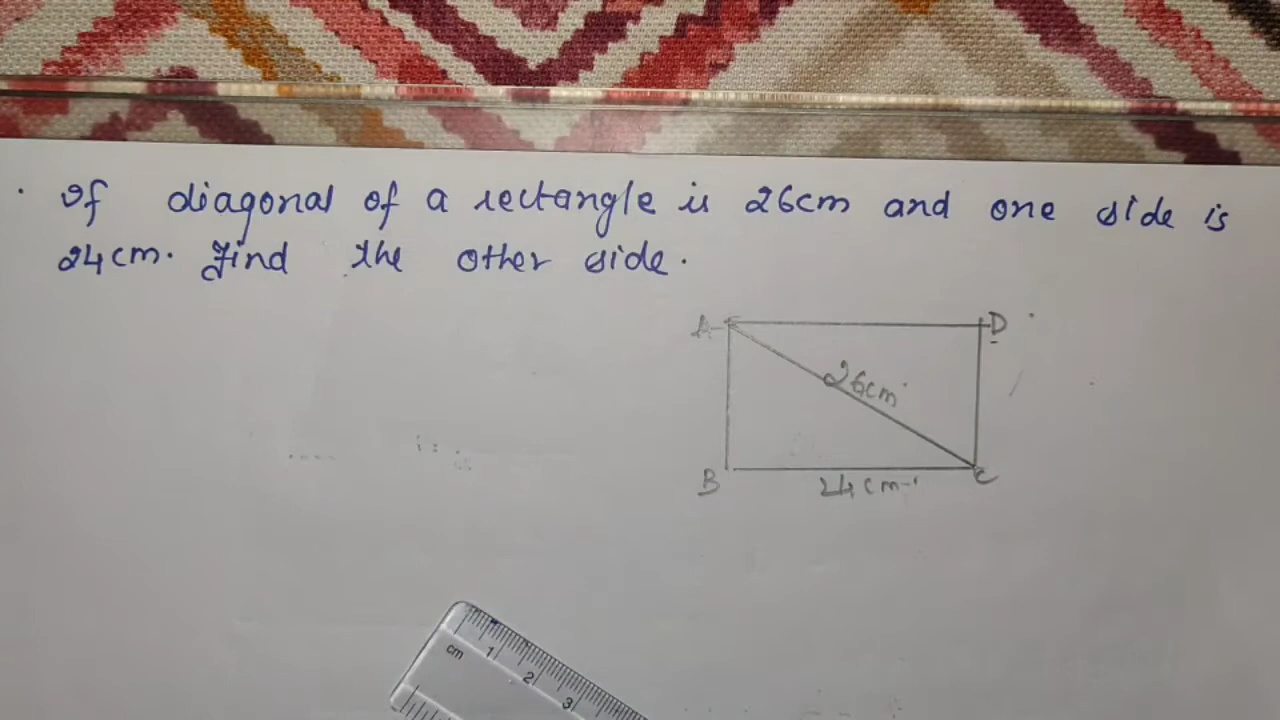 If diagonal of a rectangle is 26cm and one side is
24cm. Find the other side.
A D
26cm
B C
24cm
cm 1 2 3